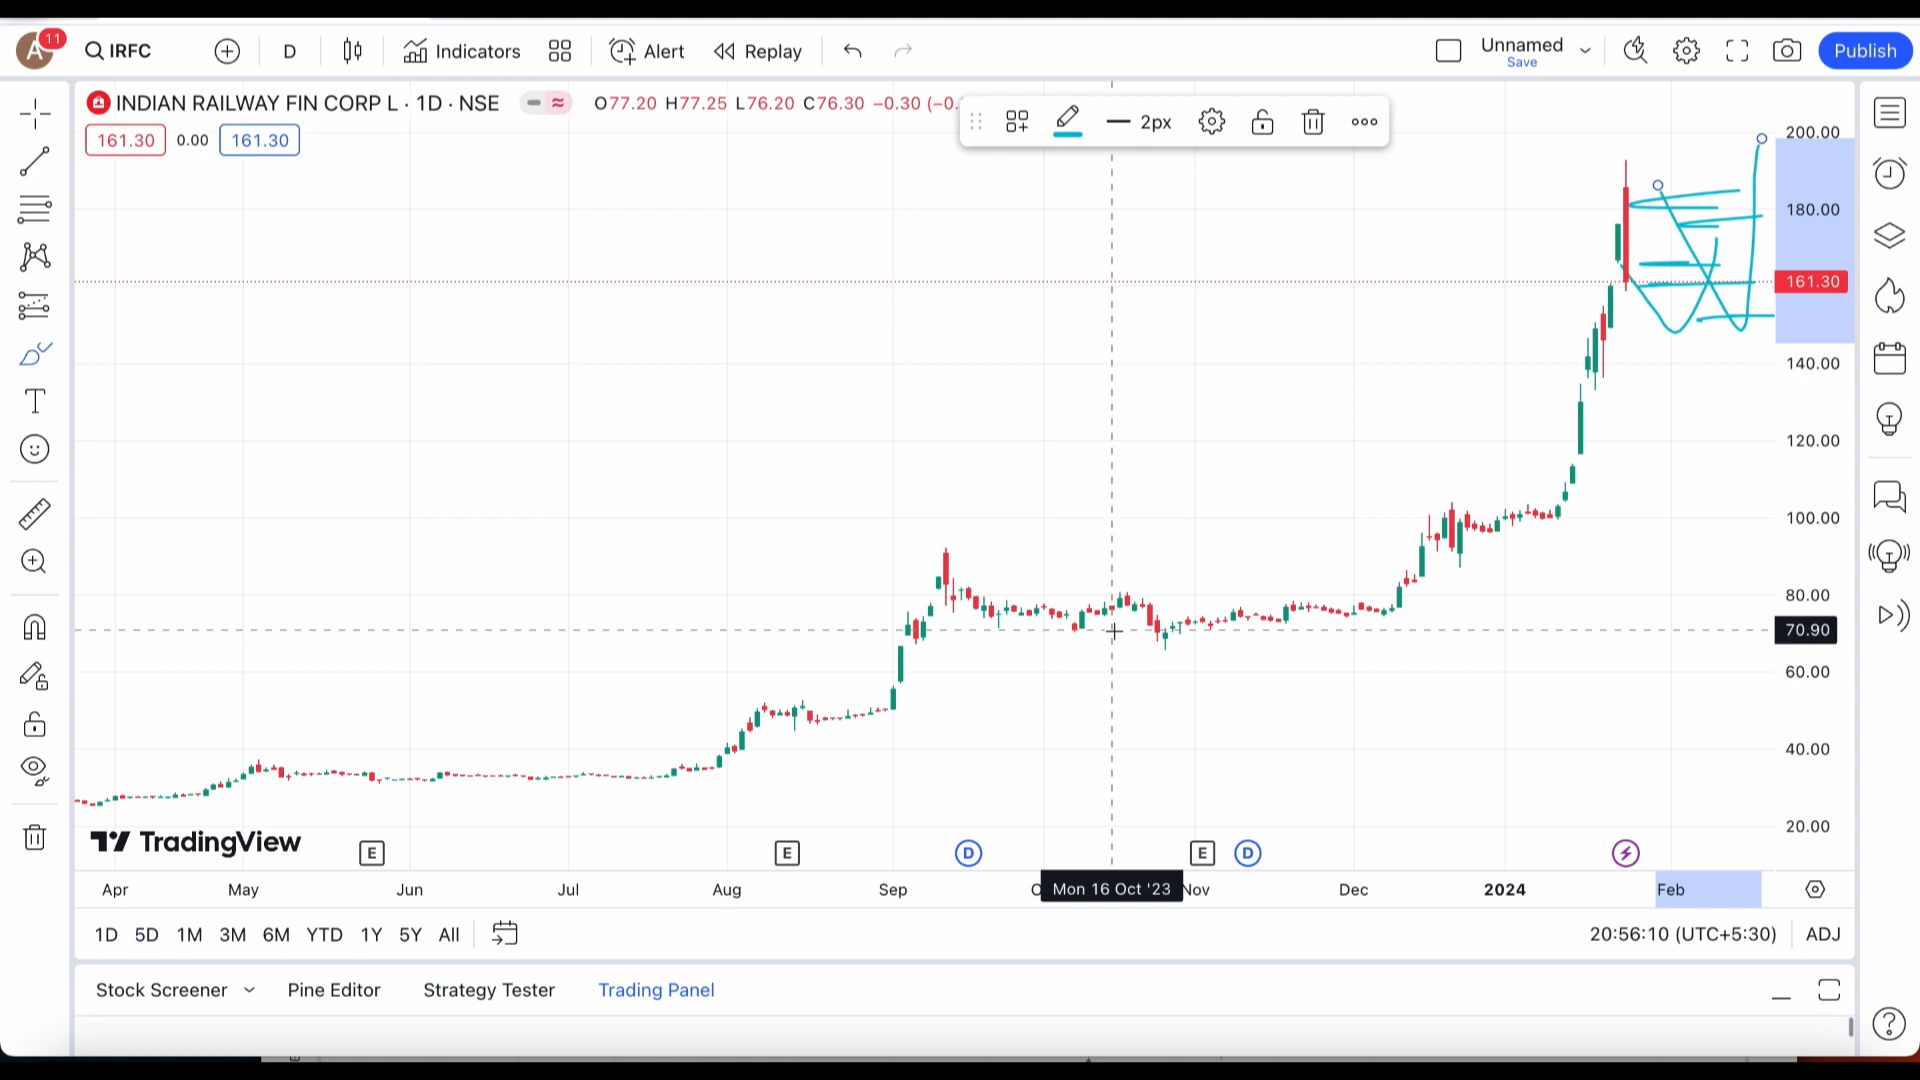 A 11 IRFC D Indicators Alert Replay Unnamed Save Publish
INDIAN RAILWAY FIN CORP L · 1D · NSE O77.20 H77.25 L76.20 C76.30 −0.30 (−0.
161.30 0.00 161.30
2px
200.00
180.00
161.30
140.00
120.00
100.00
80.00
70.90
60.00
40.00
20.00
TradingView
E E D E D
Apr May Jun Jul Aug Sep Mon 16 Oct '23 Nov Dec 2024 Feb
1D 5D 1M 3M 6M YTD 1Y 5Y All 20:56:10 (UTC+5:30) ADJ
Stock Screener Pine Editor Strategy Tester Trading Panel